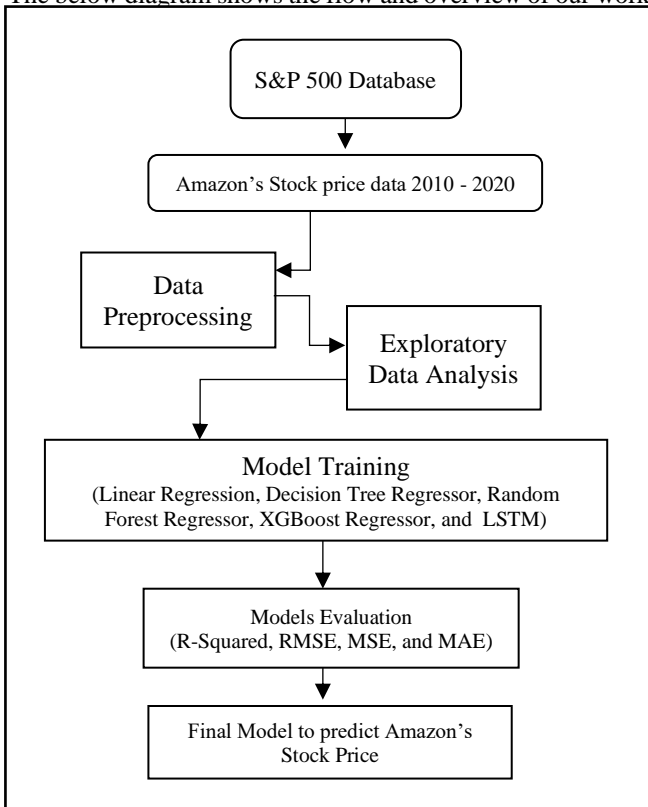 The below diagram shows the flow and overview of our work
S&P 500 Database
Amazon's Stock price data 2010 - 2020
Data
Preprocessing
Exploratory
Data Analysis
Model Training
(Linear Regression, Decision Tree Regressor, Random
Forest Regressor, XGBoost Regressor, and LSTM)
Models Evaluation
(R-Squared, RMSE, MSE, and MAE)
Final Model to predict Amazon's
Stock Price